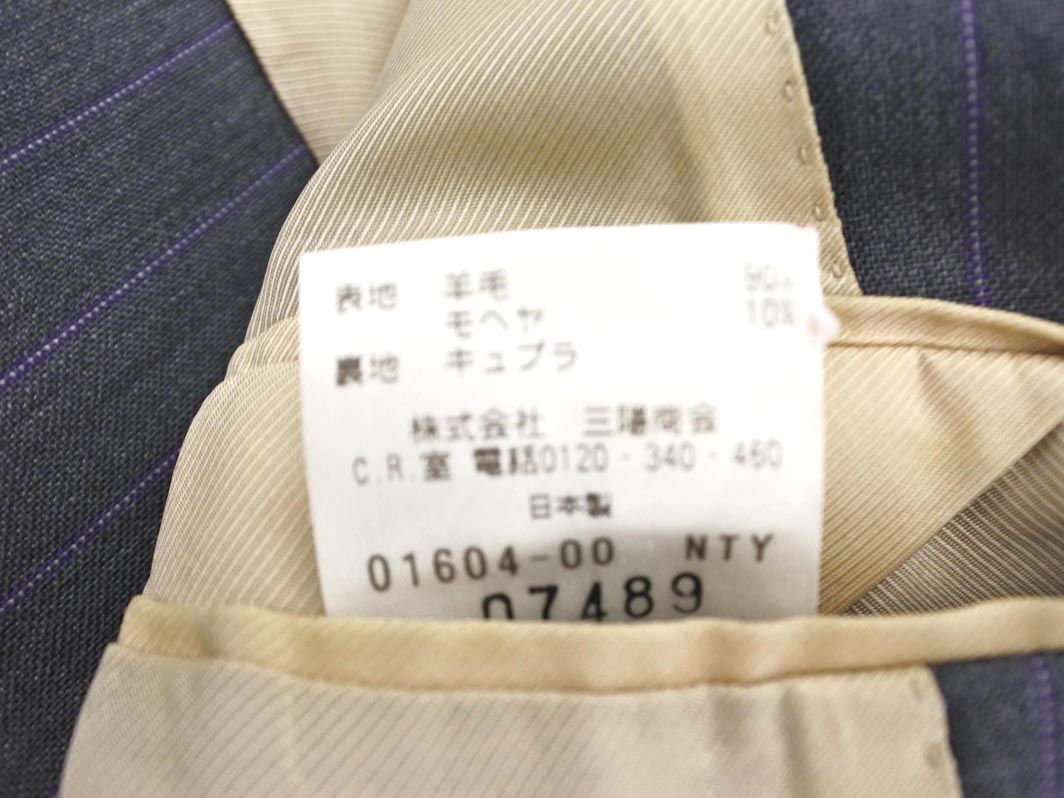 表地 羊毛 90%
モヘヤ 10%
裏地 キュプラ
株式会社 三陽商会
C.R.室 電話0120-340-460
日本製
01604-00 NTY
07489